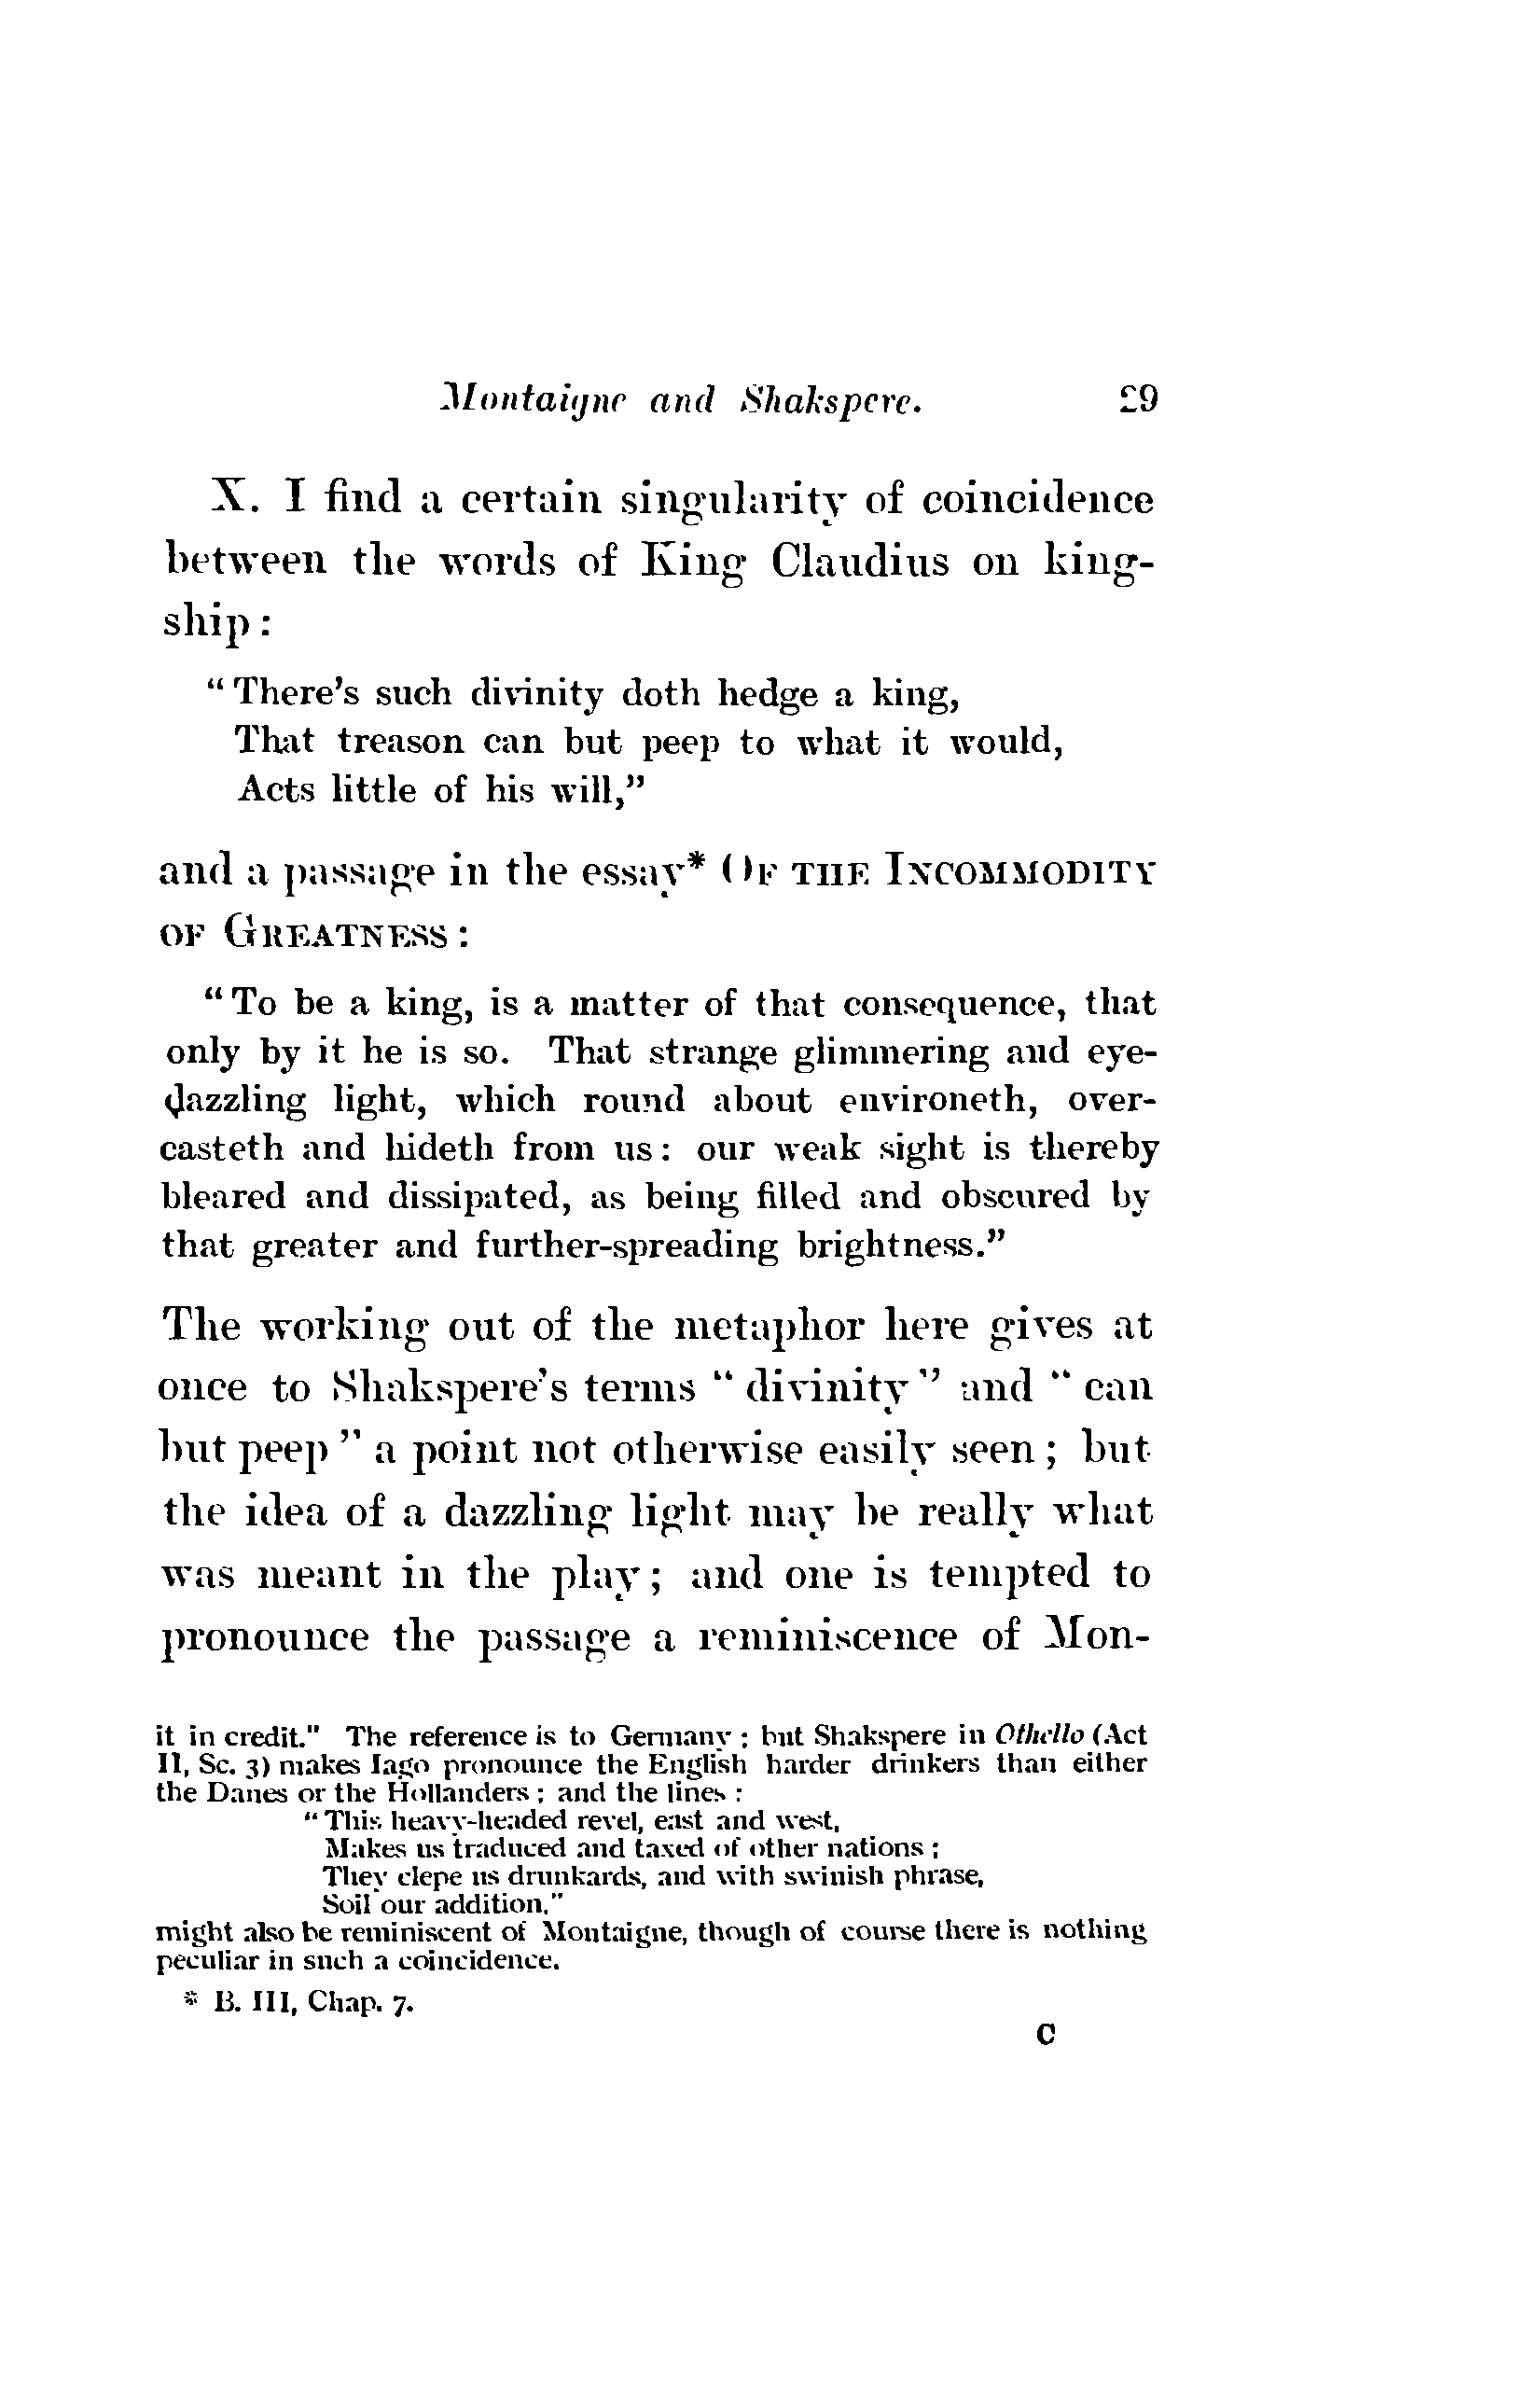 Montaigne and Shakspere. 29
X. I find a certain singularity of coincidence
between the words of King Claudius on king-
ship:
"There's such divinity doth hedge a king,
That treason can but peep to what it would,
Acts little of his will,"
and a passage in the essay* OF THE INCOMMODITY
OF GREATNESS:
"To be a king, is a matter of that consequence, that
only by it he is so. That strange glimmering and eye-
dazzling light, which round about environeth, over-
casteth and hideth from us: our weak sight is thereby
bleared and dissipated, as being filled and obscured by
that greater and further-spreading brightness."
The working out of the metaphor here gives at
once to Shakspere's terms "divinity" and "can
but peep" a point not otherwise easily seen; but
the idea of a dazzling light may be really what
was meant in the play; and one is tempted to
pronounce the passage a reminiscence of Mon-
it in credit." The reference is to Germany; but Shakspere in Othello (Act
II, Sc. 3) makes Iago pronounce the English harder drinkers than either
the Danes or the Hollanders; and the lines:
"This heavy-headed revel, east and west,
Makes us traduced and taxed of other nations;
They clepe us drunkards, and with swinish phrase,
Soil our addition,"
might also be reminiscent of Montaigne, though of course there is nothing
peculiar in such a coincidence.
* B. III, Chap. 7.
C